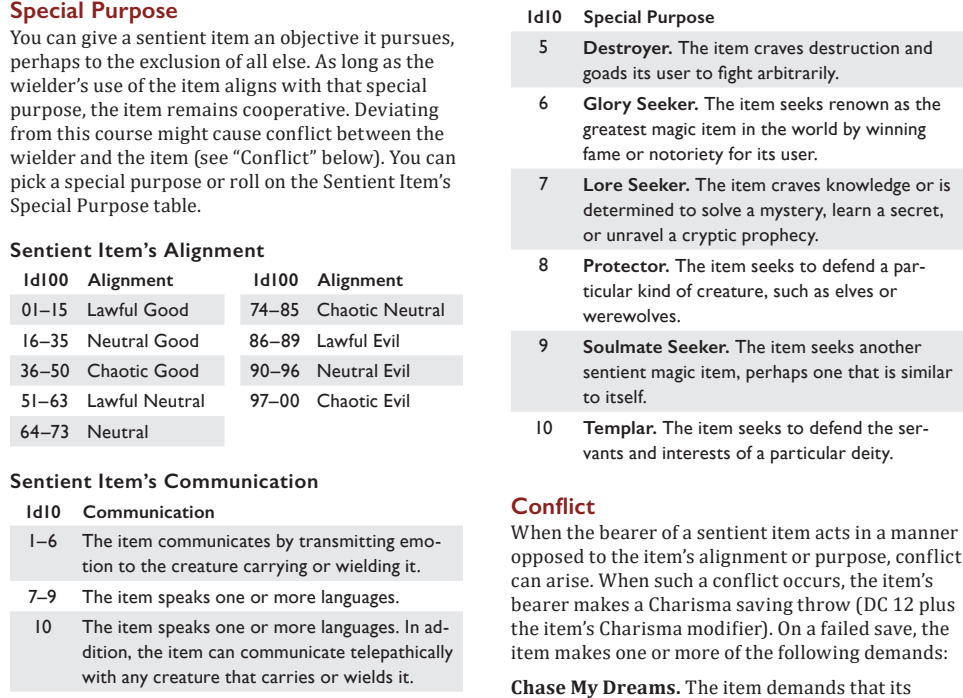 Special Purpose
You can give a sentient item an objective it pursues,
perhaps to the exclusion of all else. As long as the
wielder's use of the item aligns with that special
purpose, the item remains cooperative. Deviating
from this course might cause conflict between the
wielder and the item (see “Conflict” below). You can
pick a special purpose or roll on the Sentient Item's
Special Purpose table.
Sentient Item's Alignment
1d100 Alignment
01–15 Lawful Good
16–35 Neutral Good
36–50 Chaotic Good
51–63 Lawful Neutral
64–73 Neutral
1d100 Alignment
74–85 Chaotic Neutral
86–89 Lawful Evil
90–96 Neutral Evil
97–00 Chaotic Evil
Sentient Item's Communication
1d10 Communication
1–6 The item communicates by transmitting emo-
tion to the creature carrying or wielding it.
7–9 The item speaks one or more languages.
10 The item speaks one or more languages. In ad-
dition, the item can communicate telepathically
with any creature that carries or wields it.
1d10 Special Purpose
5 Destroyer. The item craves destruction and
goads its user to fight arbitrarily.
6 Glory Seeker. The item seeks renown as the
greatest magic item in the world by winning
fame or notoriety for its user.
7 Lore Seeker. The item craves knowledge or is
determined to solve a mystery, learn a secret,
or unravel a cryptic prophecy.
8 Protector. The item seeks to defend a par-
ticular kind of creature, such as elves or
werewolves.
9 Soulmate Seeker. The item seeks another
sentient magic item, perhaps one that is similar
to itself.
10 Templar. The item seeks to defend the ser-
vants and interests of a particular deity.
Conflict
When the bearer of a sentient item acts in a manner
opposed to the item's alignment or purpose, conflict
can arise. When such a conflict occurs, the item's
bearer makes a Charisma saving throw (DC 12 plus
the item's Charisma modifier). On a failed save, the
item makes one or more of the following demands:
Chase My Dreams. The item demands that its